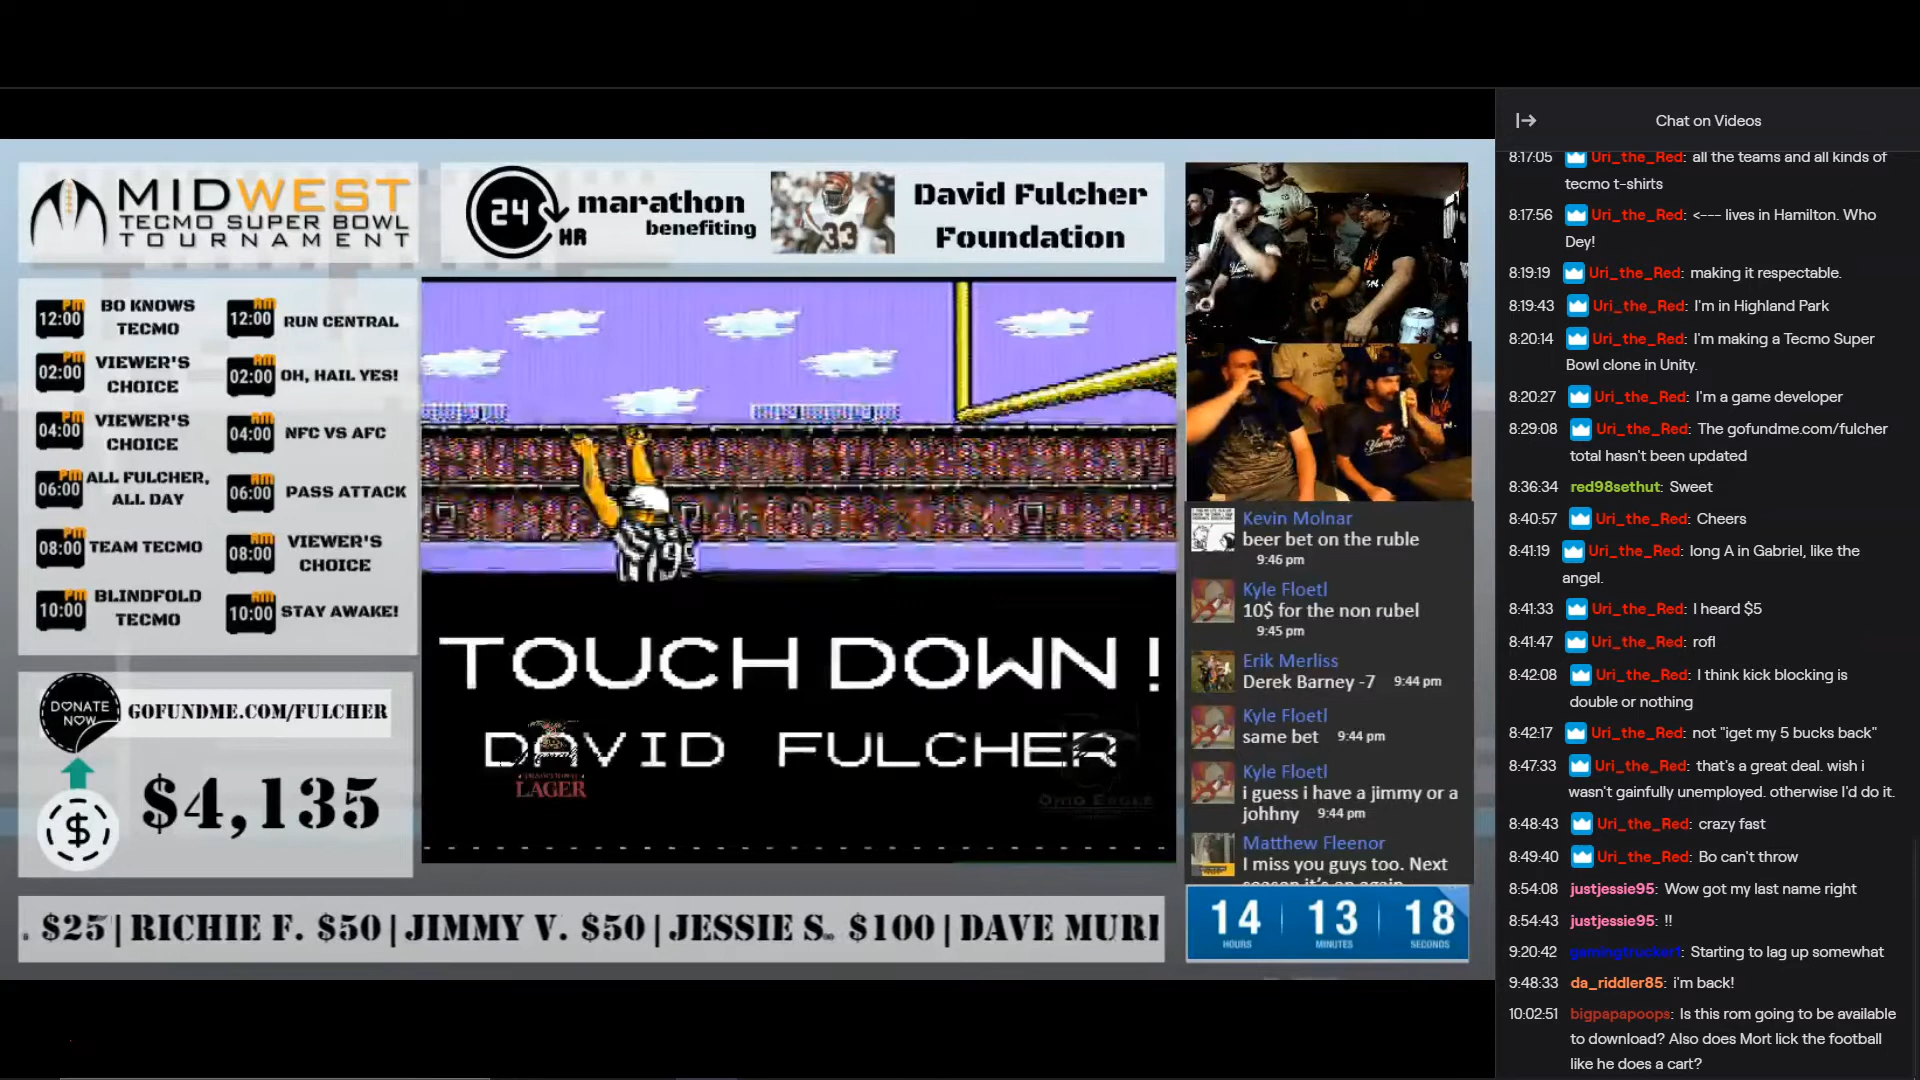 MIDWEST
TECMO SUPER BOWL
TOURNAMENT
24
HR
marathon
benefiting
33
David Fulcher
Foundation
PM
12:00
BO KNOWS
TECMO
AM
12:00
RUN CENTRAL
PM
02:00
VIEWER'S
CHOICE
AM
02:00
OH, HAIL YES!
PM
04:00
VIEWER'S
CHOICE
AM
04:00
NFC VS AFC
PM
06:00
ALL FULCHER,
ALL DAY
AM
06:00
PASS ATTACK
PM
08:00
TEAM TECMO
AM
08:00
VIEWER'S
CHOICE
PM
10:00
BLINDFOLD
TECMO
AM
10:00
STAY AWAKE!
DONATE
NOW
GOFUNDME.COM/FULCHER
$
$4,135
TOUCH DOWN !
DAVID FULCHER
TRADITIONAL
LAGER
OHIO EAGLE
Kevin Molnar
beer bet on the ruble
9:46 pm
Kyle Floetl
10$ for the non rubel
9:45 pm
Erik Merliss
Derek Barney -7 9:44 pm
Kyle Floetl
same bet 9:44 pm
Kyle Floetl
i guess i have a jimmy or a
johhny 9:44 pm
Matthew Fleenor
I miss you guys too. Next
season it's on again
14 13 18
HOURS MINUTES SECONDS
$25 | RICHIE F. $50 | JIMMY V. $50 | JESSIE S. $100 | DAVE MURI
Chat on Videos
8:17:05 Uri_the_Red: all the teams and all kinds of
tecmo t-shirts
8:17:56 Uri_the_Red: <--- lives in Hamilton. Who
Dey!
8:19:19 Uri_the_Red: making it respectable.
8:19:43 Uri_the_Red: I'm in Highland Park
8:20:14 Uri_the_Red: I'm making a Tecmo Super
Bowl clone in Unity.
8:20:27 Uri_the_Red: I'm a game developer
8:29:08 Uri_the_Red: The gofundme.com/fulcher
total hasn't been updated
8:36:34 red98sethut: Sweet
8:40:57 Uri_the_Red: Cheers
8:41:19 Uri_the_Red: long A in Gabriel, like the
angel.
8:41:33 Uri_the_Red: I heard $5
8:41:47 Uri_the_Red: rofl
8:42:08 Uri_the_Red: I think kick blocking is
double or nothing
8:42:17 Uri_the_Red: not "iget my 5 bucks back"
8:47:33 Uri_the_Red: that's a great deal. wish i
wasn't gainfully unemployed. otherwise I'd do it.
8:48:43 Uri_the_Red: crazy fast
8:49:40 Uri_the_Red: Bo can't throw
8:54:08 justjessie95: Wow got my last name right
8:54:43 justjessie95: !!
9:20:42 gamingtrucker1: Starting to lag up somewhat
9:48:33 da_riddler85: i'm back!
10:02:51 bigpapapoops: Is this rom going to be available
to download? Also does Mort lick the football
like he does a cart?